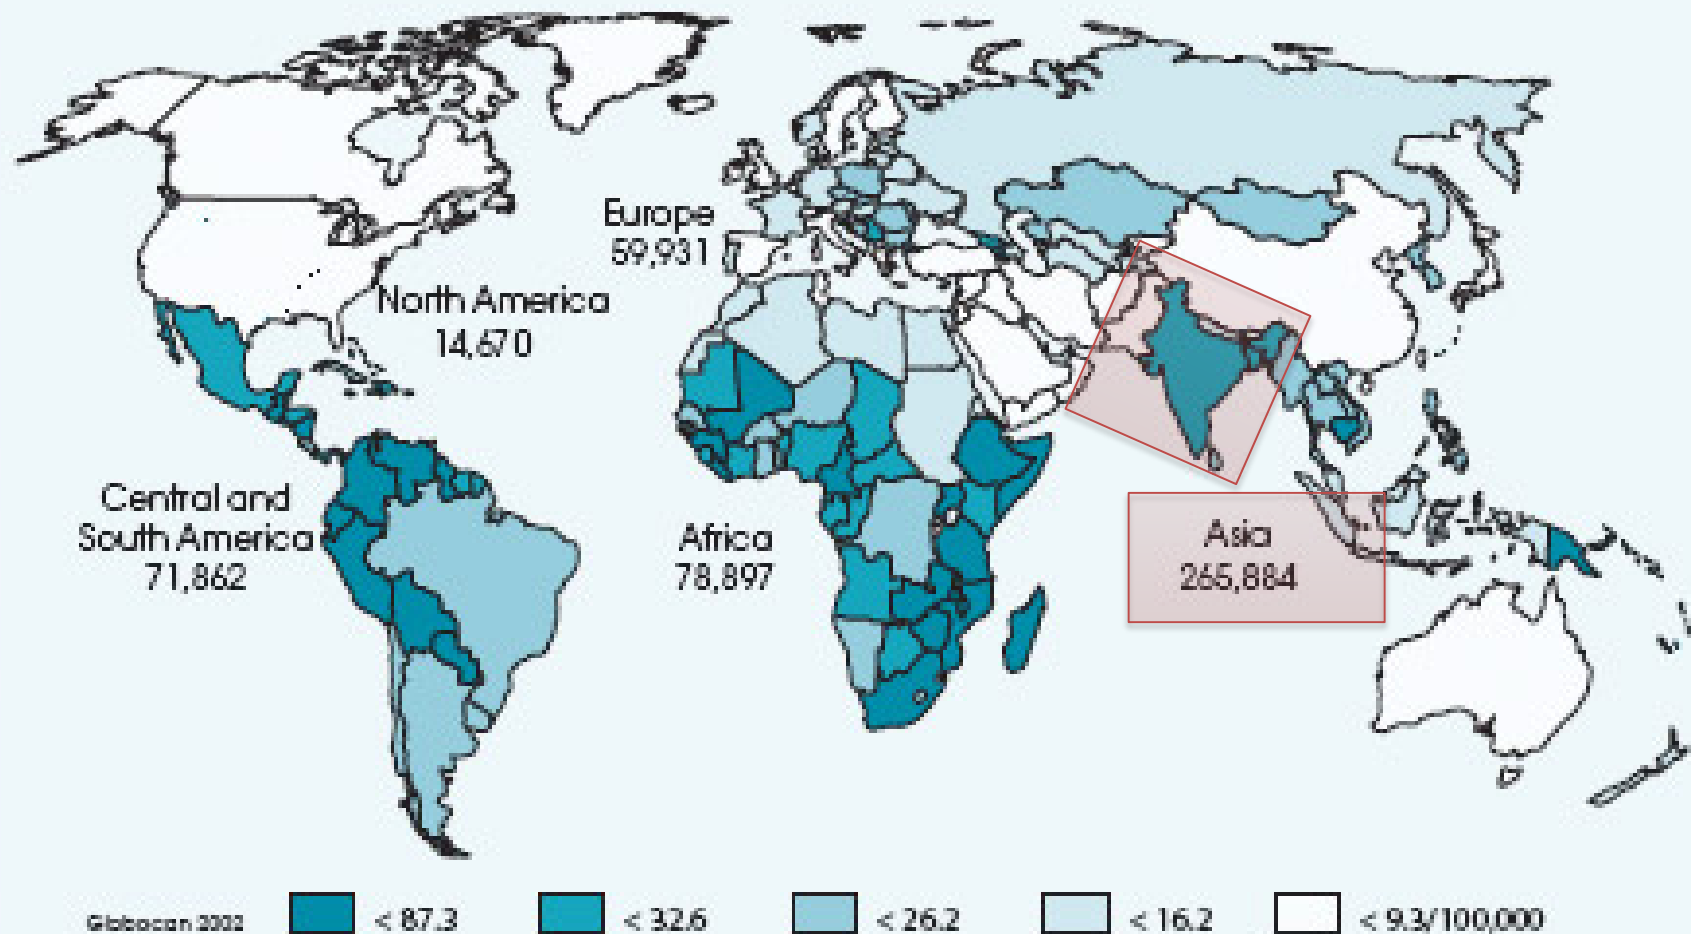 Europe
59,931
North America
14,670
Central and
South America
71,862
Africa
78,897
Asia
265,884
Globocan 2002
< 87.3
< 32.6
< 26.2
< 16.2
< 9.3/100,000